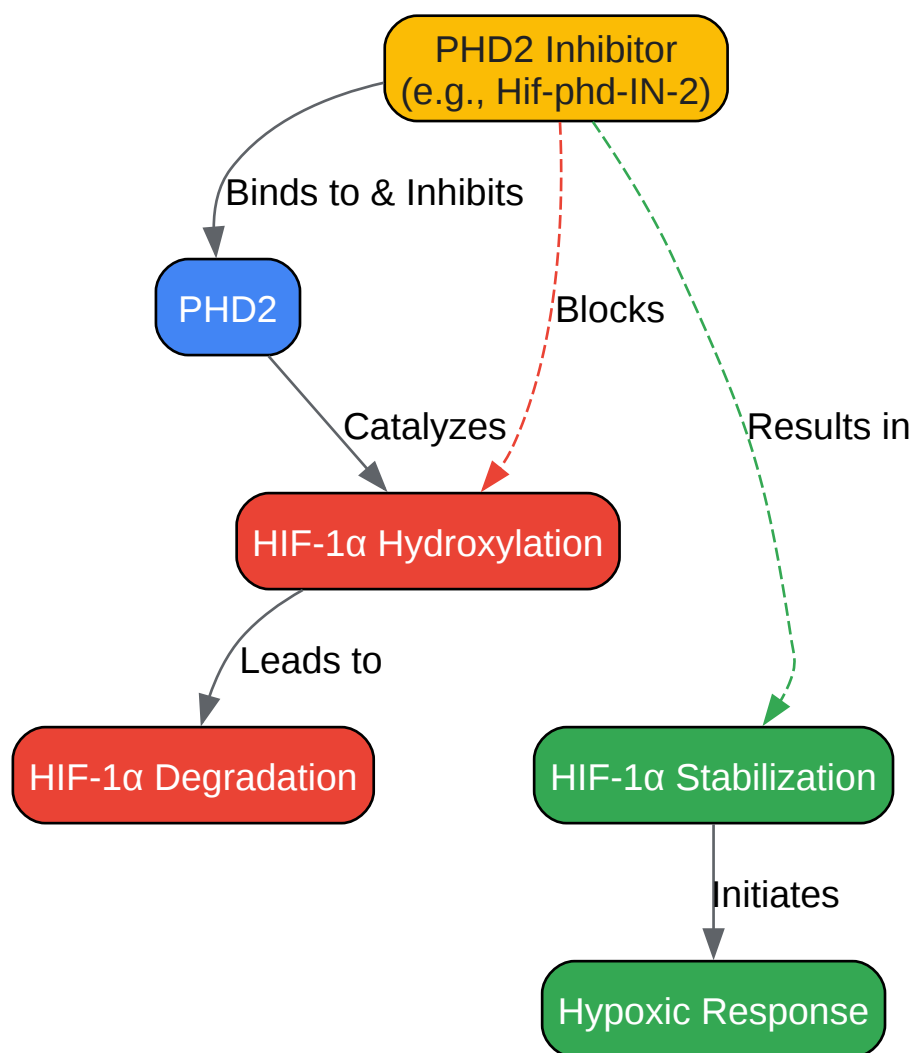 PHD2 Inhibitor
(e.g., Hif-phd-IN-2)
Binds to & Inhibits
PHD2
Blocks
Catalyzes
Results in
HIF-1α Hydroxylation
Leads to
HIF-1α Degradation
HIF-1α Stabilization
Initiates
Hypoxic Response